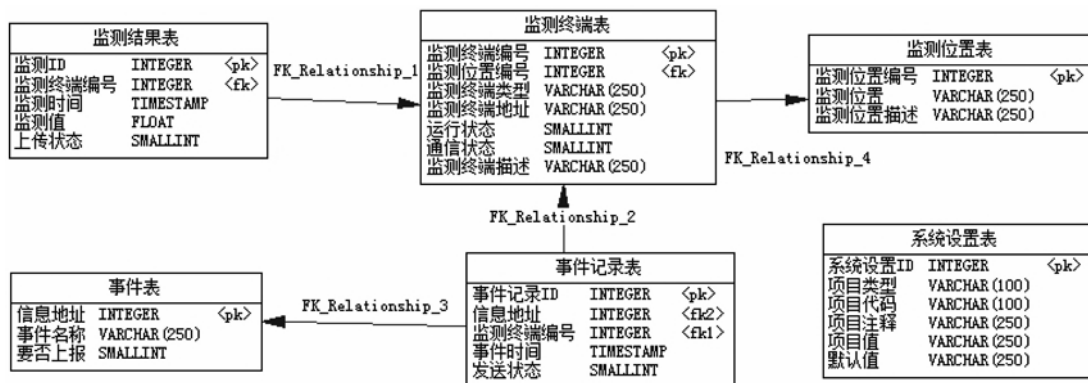 监测结果表
监测ID INTEGER <pk>
监测终端编号 INTEGER <fk>
监测时间 TIMESTAMP
监测值 FLOAT
上传状态 SMALLINT
FK_Relationship_1
监测终端表
监测终端编号 INTEGER <pk>
监测位置编号 INTEGER <fk>
监测终端类型 VARCHAR(250)
监测终端地址 VARCHAR(250)
运行状态 SMALLINT
通信状态 SMALLINT
监测终端描述 VARCHAR(250)
监测位置表
监测位置编号 INTEGER <pk>
监测位置 VARCHAR(250)
监测位置描述 VARCHAR(250)
FK_Relationship_4
FK_Relationship_2
事件表
信息地址 INTEGER <pk>
事件名称 VARCHAR(250)
要否上报 SMALLINT
FK_Relationship_3
事件记录表
事件记录ID INTEGER <pk>
信息地址 INTEGER <fk2>
监测终端编号 INTEGER <fk1>
事件时间 TIMESTAMP
发送状态 SMALLINT
系统设置表
系统设置ID INTEGER <pk>
项目类型 VARCHAR(100)
项目代码 VARCHAR(100)
项目注释 VARCHAR(250)
项目值 VARCHAR(250)
默认值 VARCHAR(250)